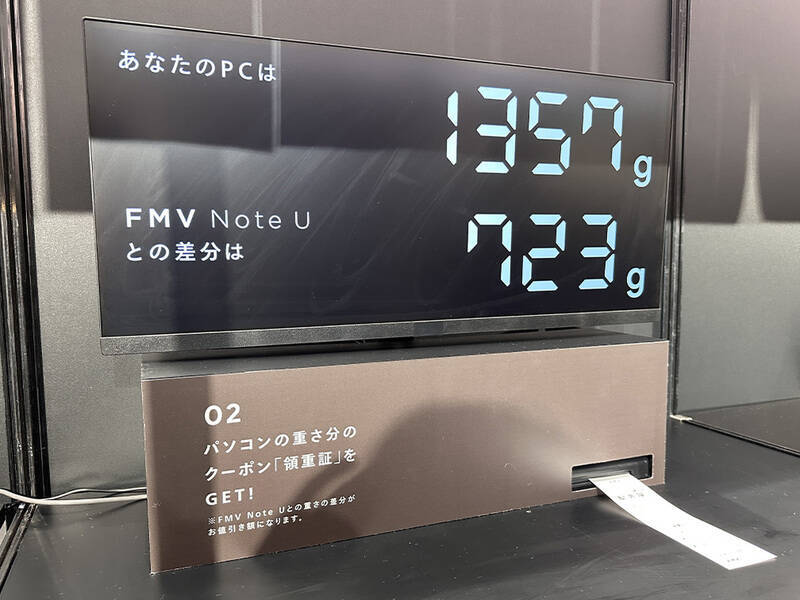 あなたのPCは
1357g
FMV Note U
との差分は
723g
02
パソコンの重さ分の
クーポン「領重証」を
GET!
※FMV Note Uとの重さの差分が
お値引き額になります。